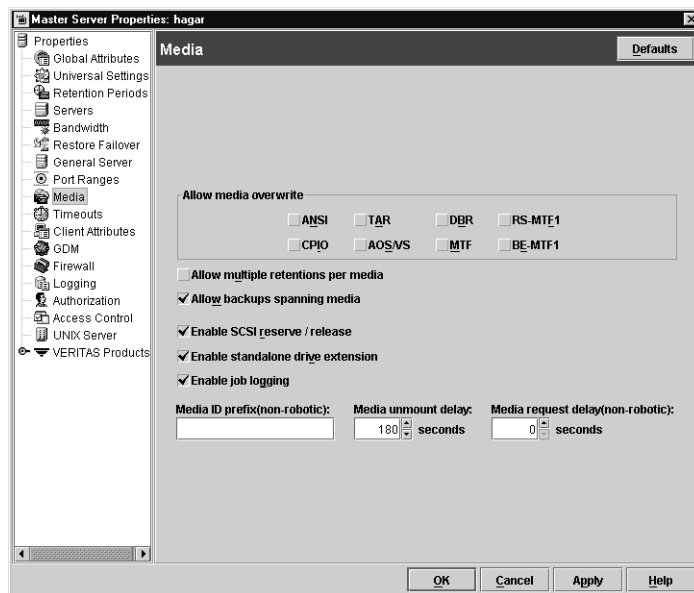 Master Server Properties: hagar
Properties
Global Attributes
Universal Settings
Retention Periods
Servers
Bandwidth
Restore Failover
General Server
Port Ranges
Media
Timeouts
Client Attributes
GDM
Firewall
Logging
Authorization
Access Control
UNIX Server
VERITAS Products
Media
Defaults
Allow media overwrite
ANSI TAR DBR RS-MTF1
CPIO AOS/VS MTF BE-MTF1
Allow multiple retentions per media
Allow backups spanning media
Enable SCSI reserve / release
Enable standalone drive extension
Enable job logging
Media ID prefix(non-robotic): Media unmount delay: Media request delay(non-robotic):
180 seconds 0 seconds
OK Cancel Apply Help